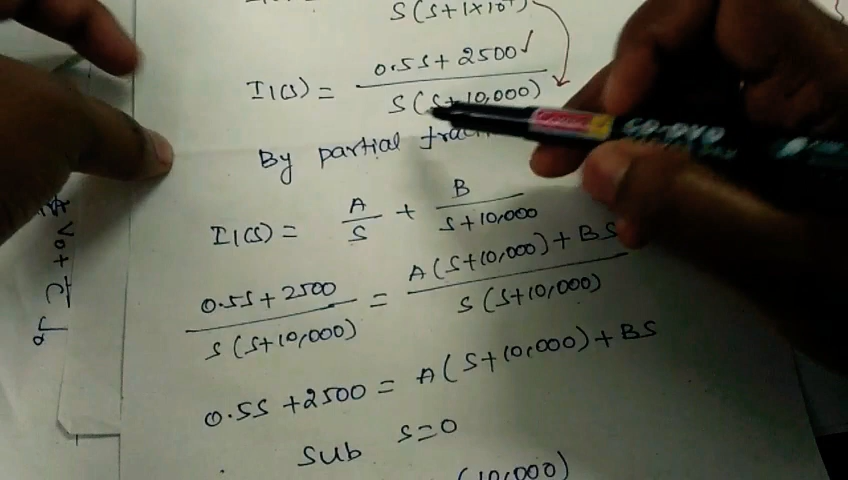 S(S+1×10
I1(S) = 0.5S + 2500 / S(S+10,000)
By partial
I1(S) = A / S + B / S+10,000
0.5S + 2500 / S(S+10,000) = A(S+10,000) + BS / S(S+10,000)
0.5S + 2500 = A(S+10,000) + BS
Sub S=0
(10,000)